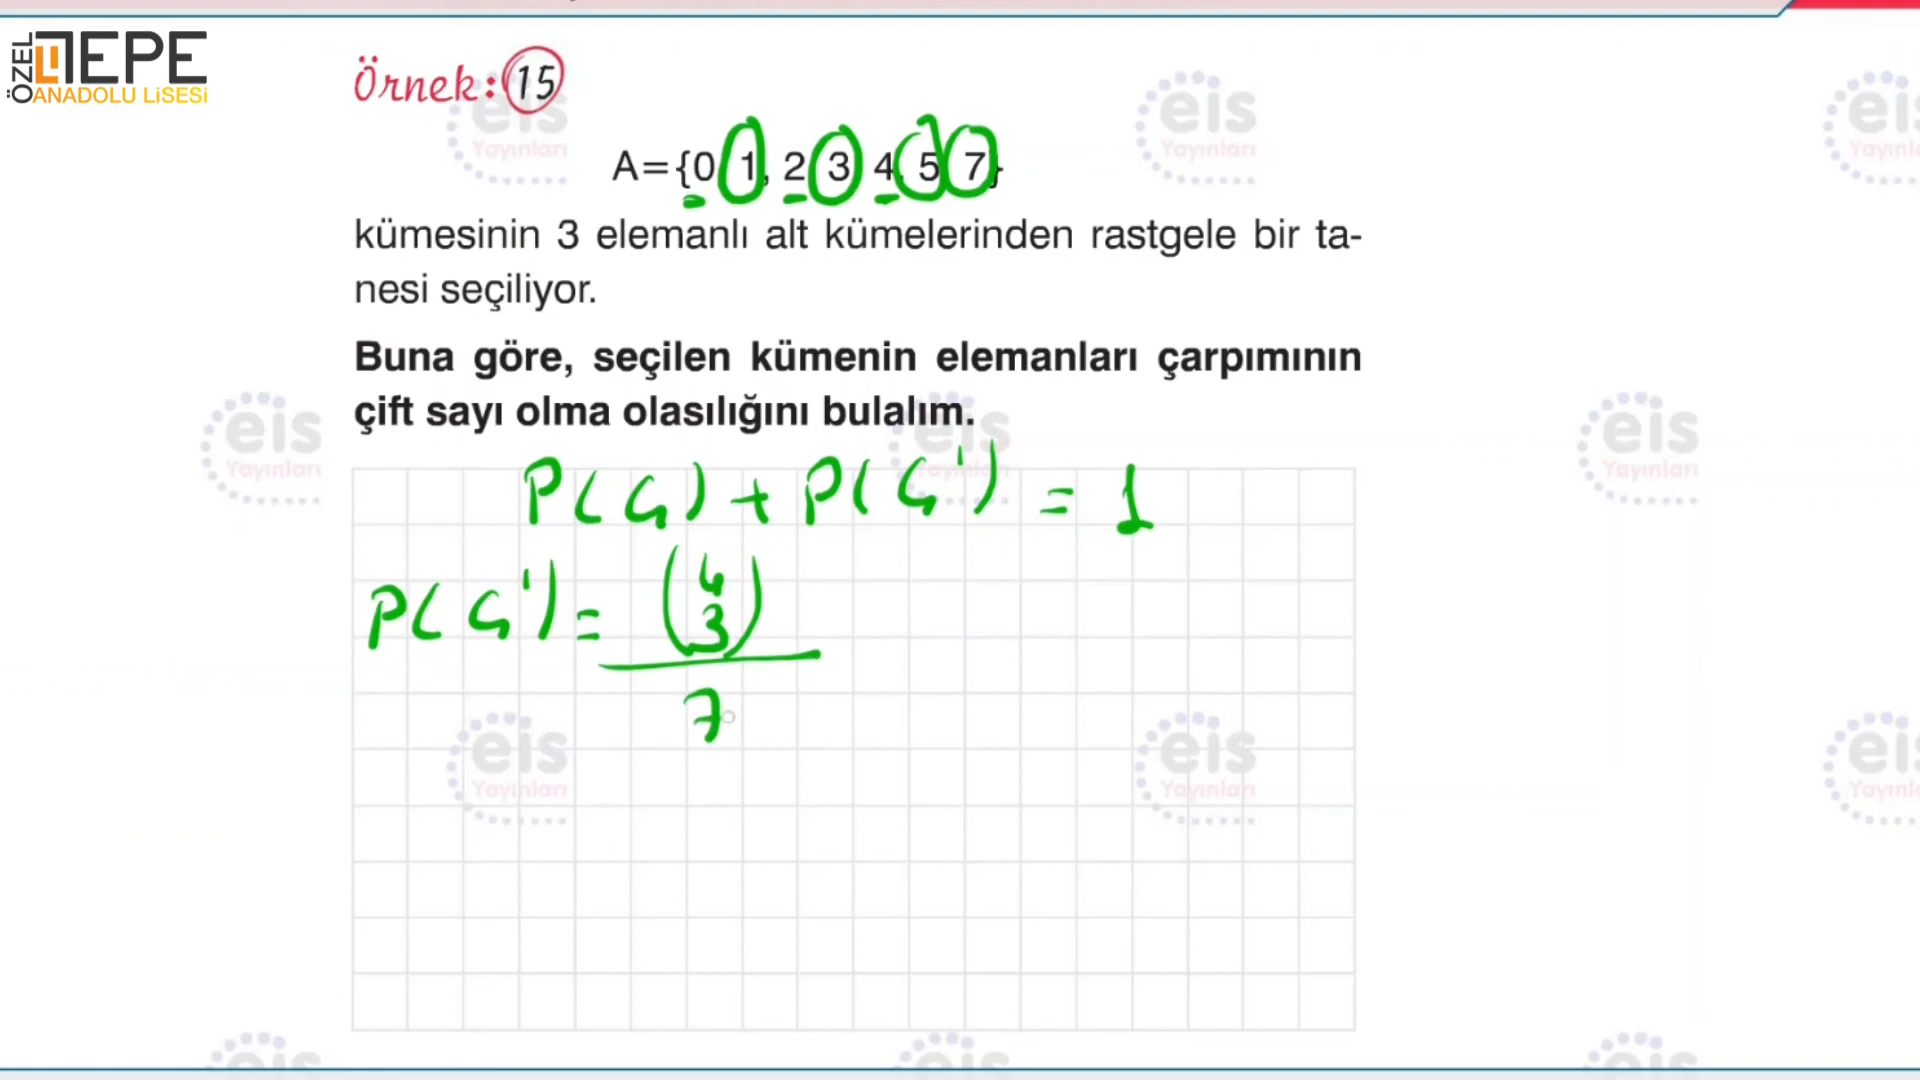 ÖZEL TEPE
ANADOLU LİSESİ
Örnek: 15
A={0, 1, 2, 3, 4, 5, 7}
kümesinin 3 elemanlı alt kümelerinden rastgele bir ta-
nesi seçiliyor.
Buna göre, seçilen kümenin elemanları çarpımının
çift sayı olma olasılığını bulalım.
P(Ç) + P(Ç') = 1
P(Ç') = (4
3)
7
eis
Yayınları